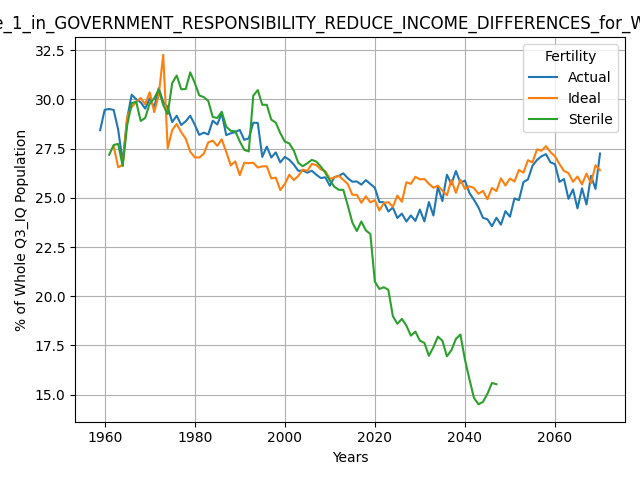 e_1_in_GOVERNMENT_RESPONSIBILITY_REDUCE_INCOME_DIFFERENCES_for_W
Fertility
Actual
Ideal
Sterile
% of Whole Q3_IQ Population
32.5
30.0
27.5
25.0
22.5
20.0
17.5
15.0
1960
1980
2000
2020
2040
2060
Years